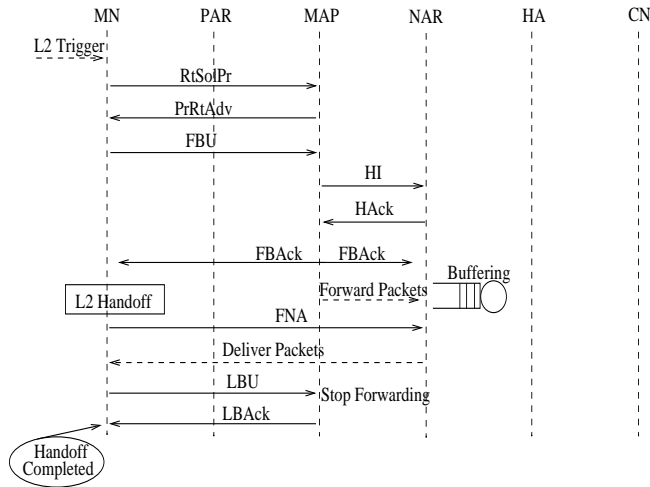 MN PAR MAP NAR HA CN
L2 Trigger
RtSolPr
PrRtAdv
FBU
HI
HAck
FBAck FBAck
Buffering
L2 Handoff
Forward Packets
FNA
Deliver Packets
LBU
Stop Forwarding
LBAck
Handoff
Completed